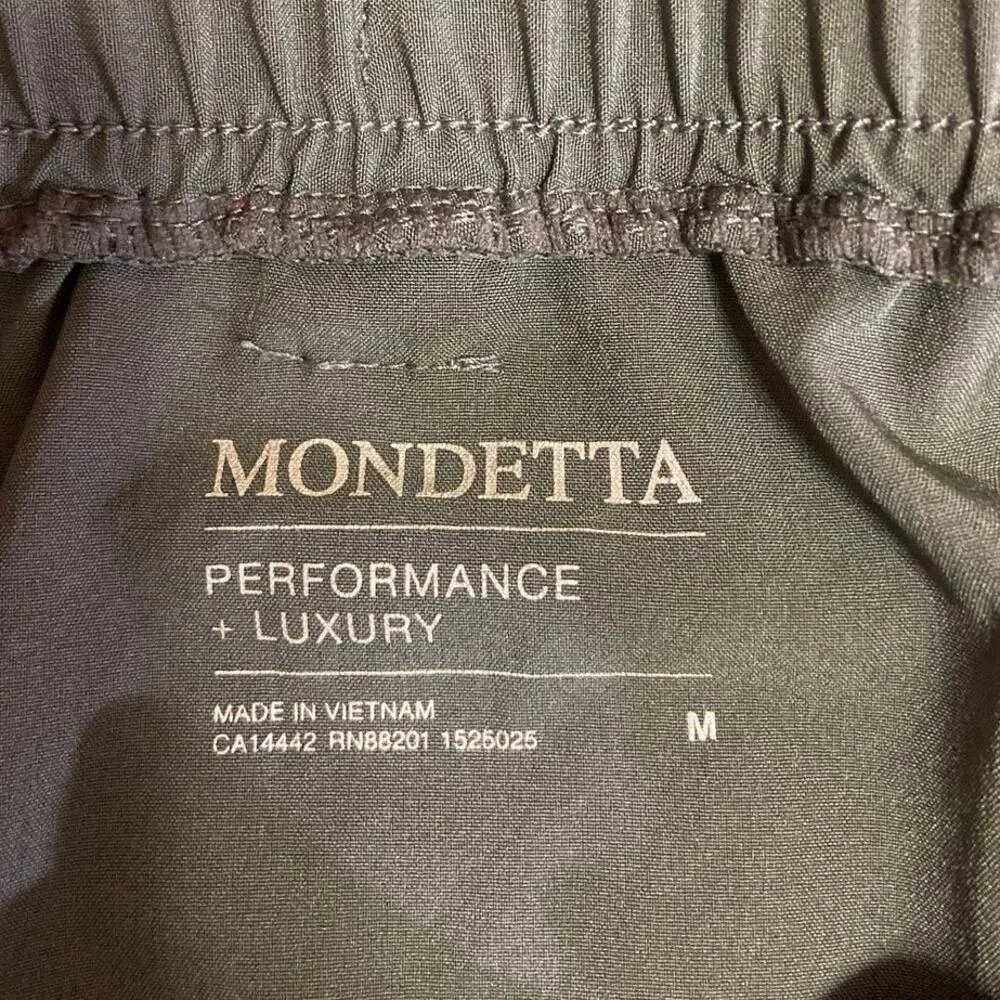 MONDETTA
PERFORMANCE
+ LUXURY
MADE IN VIETNAM
CA14442 RN88201 1525025
M